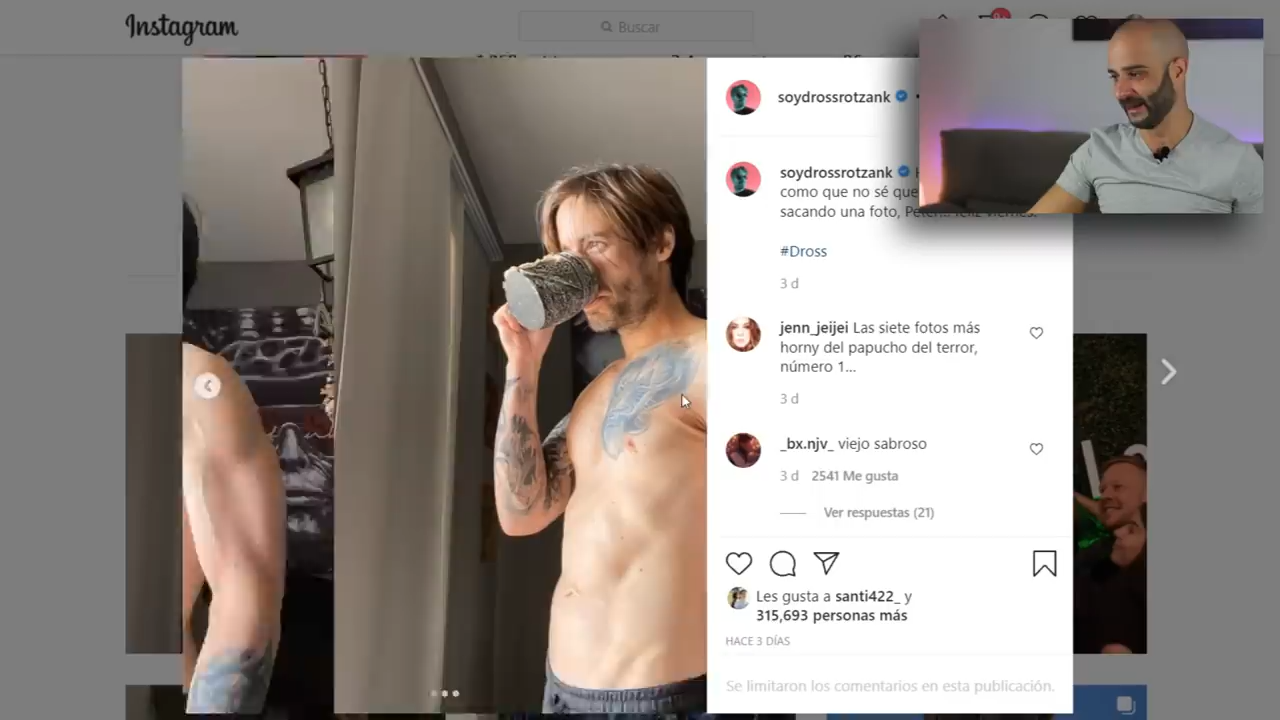 Instagram
Buscar
soydrossrotzank
soydrossrotzank
como que no sé que
sacando una foto, Peter... feliz viernes.
#Dross
3 d
jenn_jeijei Las siete fotos más
horny del papucho del terror,
número 1...
3 d
_bx.njv_ viejo sabroso
3 d 2541 Me gusta
Ver respuestas (21)
Les gusta a santi422_ y
315,693 personas más
HACE 3 DÍAS
Se limitaron los comentarios en esta publicación.